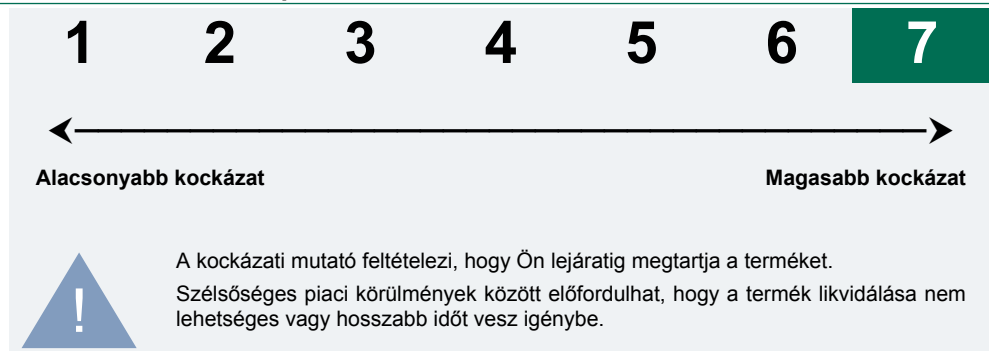 1 2 3 4 5 6 7
Alacsonyabb kockázat Magasabb kockázat
A kockázati mutató feltételezi, hogy Ön lejáratig megtartja a terméket.
Szélsőséges piaci körülmények között előfordulhat, hogy a termék likvidálása nem
! lehetséges vagy hosszabb időt vesz igénybe.